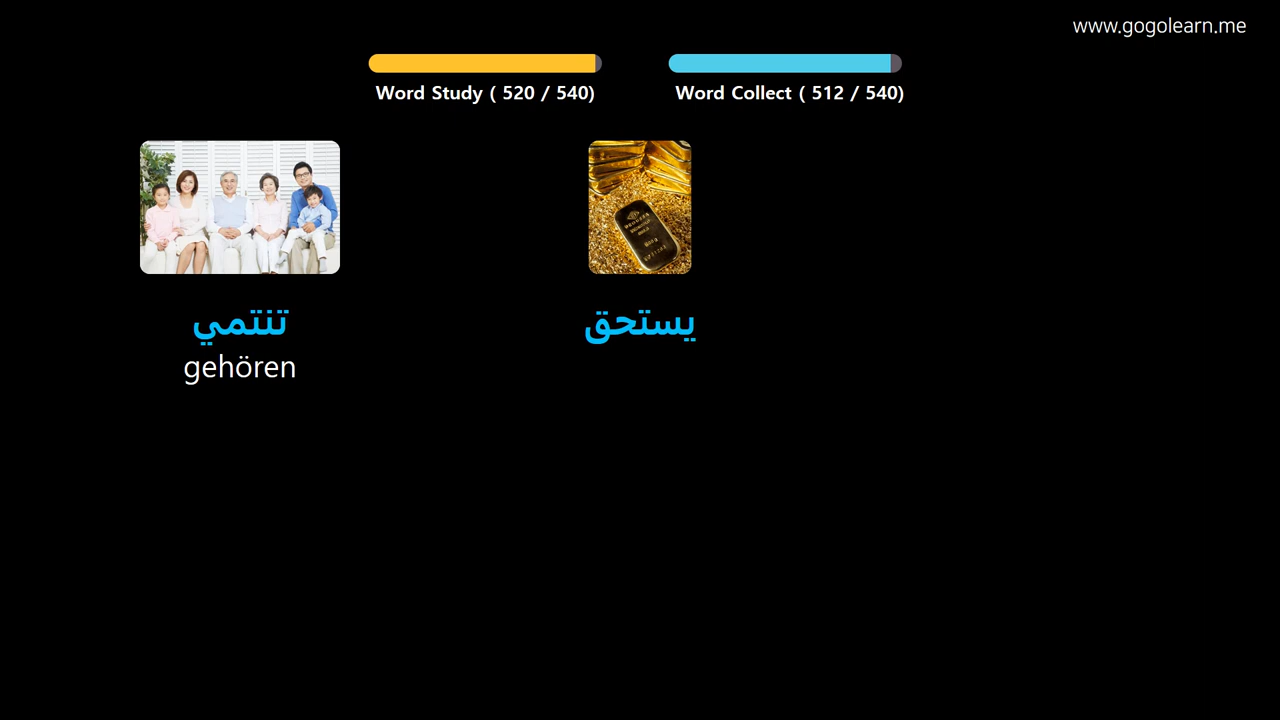 www.gogolearn.me
Word Study ( 520 / 540)
Word Collect ( 512 / 540)
تنتمي
gehören
يستحق